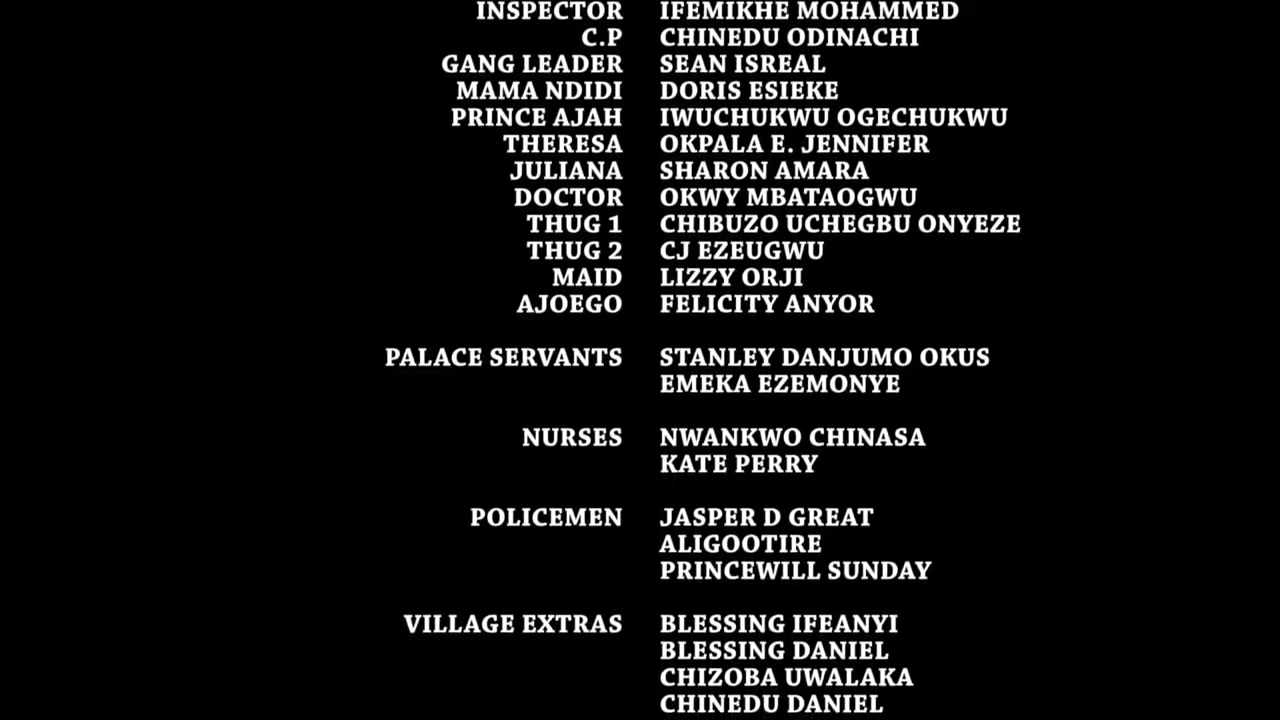 INSPECTOR IFEMIKHE MOHAMMED
C.P CHINEDU ODINACHI
GANG LEADER SEAN ISREAL
MAMA NDIDI DORIS ESIEKE
PRINCE AJAH IWUCHUKWU OGECHUKWU
THERESA OKPALA E. JENNIFER
JULIANA SHARON AMARA
DOCTOR OKWY MBATAOGWU
THUG 1 CHIBUZO UCHEGBU ONYEZE
THUG 2 CJ EZEUGWU
MAID LIZZY ORJI
AJOEGO FELICITY ANYOR
PALACE SERVANTS STANLEY DANJUMO OKUS
EMEKA EZEMONYE
NURSES NWANKWO CHINASA
KATE PERRY
POLICEMEN JASPER D GREAT
ALIGOOTIRE
PRINCEWILL SUNDAY
VILLAGE EXTRAS BLESSING IFEANYI
BLESSING DANIEL
CHIZOBA UWALAKA
CHINEDU DANIEL